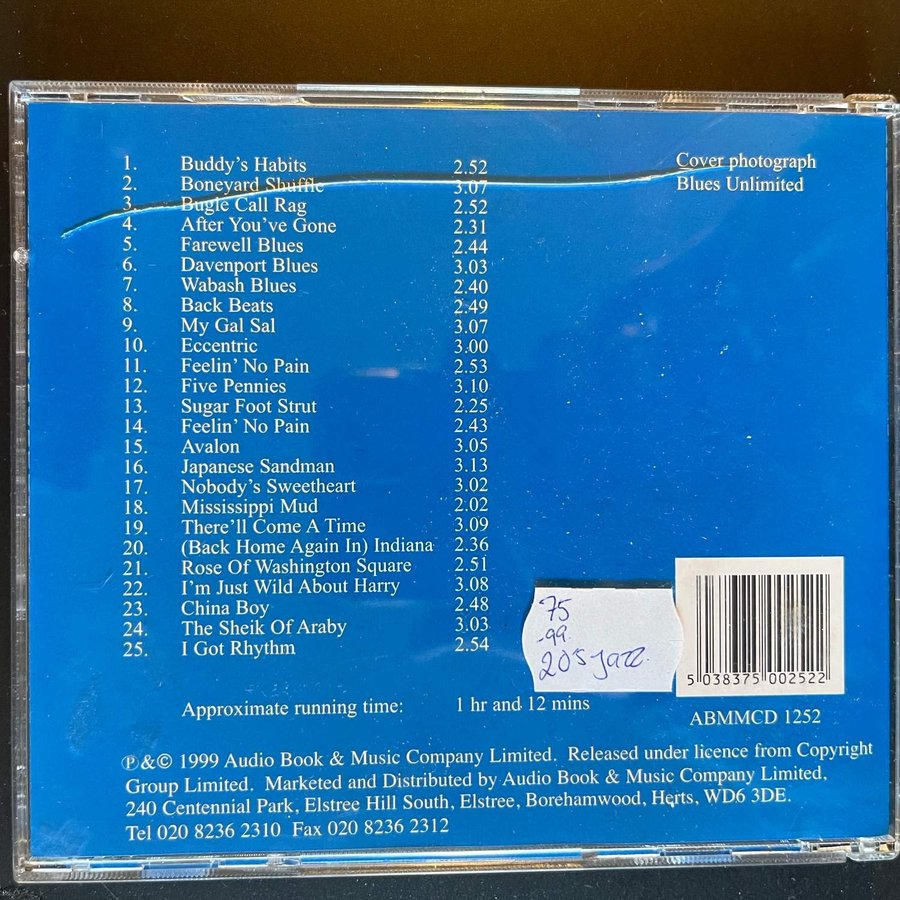 1. Buddy's Habits 2.52
2. Boneyard Shuffle 3.07
3. Bugle Call Rag 2.52
4. After You've Gone 2.31
5. Farewell Blues 2.44
6. Davenport Blues 3.03
7. Wabash Blues 2.40
8. Back Beats 2.49
9. My Gal Sal 3.07
10. Eccentric 3.00
11. Feelin' No Pain 2.53
12. Five Pennies 3.10
13. Sugar Foot Strut 2.25
14. Feelin' No Pain 2.43
15. Avalon 3.05
16. Japanese Sandman 3.13
17. Nobody's Sweetheart 3.02
18. Mississippi Mud 2.02
19. There'll Come A Time 3.09
20. (Back Home Again In) Indiana 2.36
21. Rose Of Washington Square 2.51
22. I'm Just Wild About Harry 3.08
23. China Boy 2.48
24. The Sheik Of Araby 3.03
25. I Got Rhythm 2.54
Cover photograph
Blues Unlimited
75
.99.
20's Jazz.
5 038375 002522
ABMMCD 1252
Approximate running time: 1 hr and 12 mins
℗ & © 1999 Audio Book & Music Company Limited. Released under licence from Copyright
Group Limited. Marketed and Distributed by Audio Book & Music Company Limited,
240 Centennial Park, Elstree Hill South, Elstree, Borehamwood, Herts, WD6 3DE.
Tel 020 8236 2310 Fax 020 8236 2312